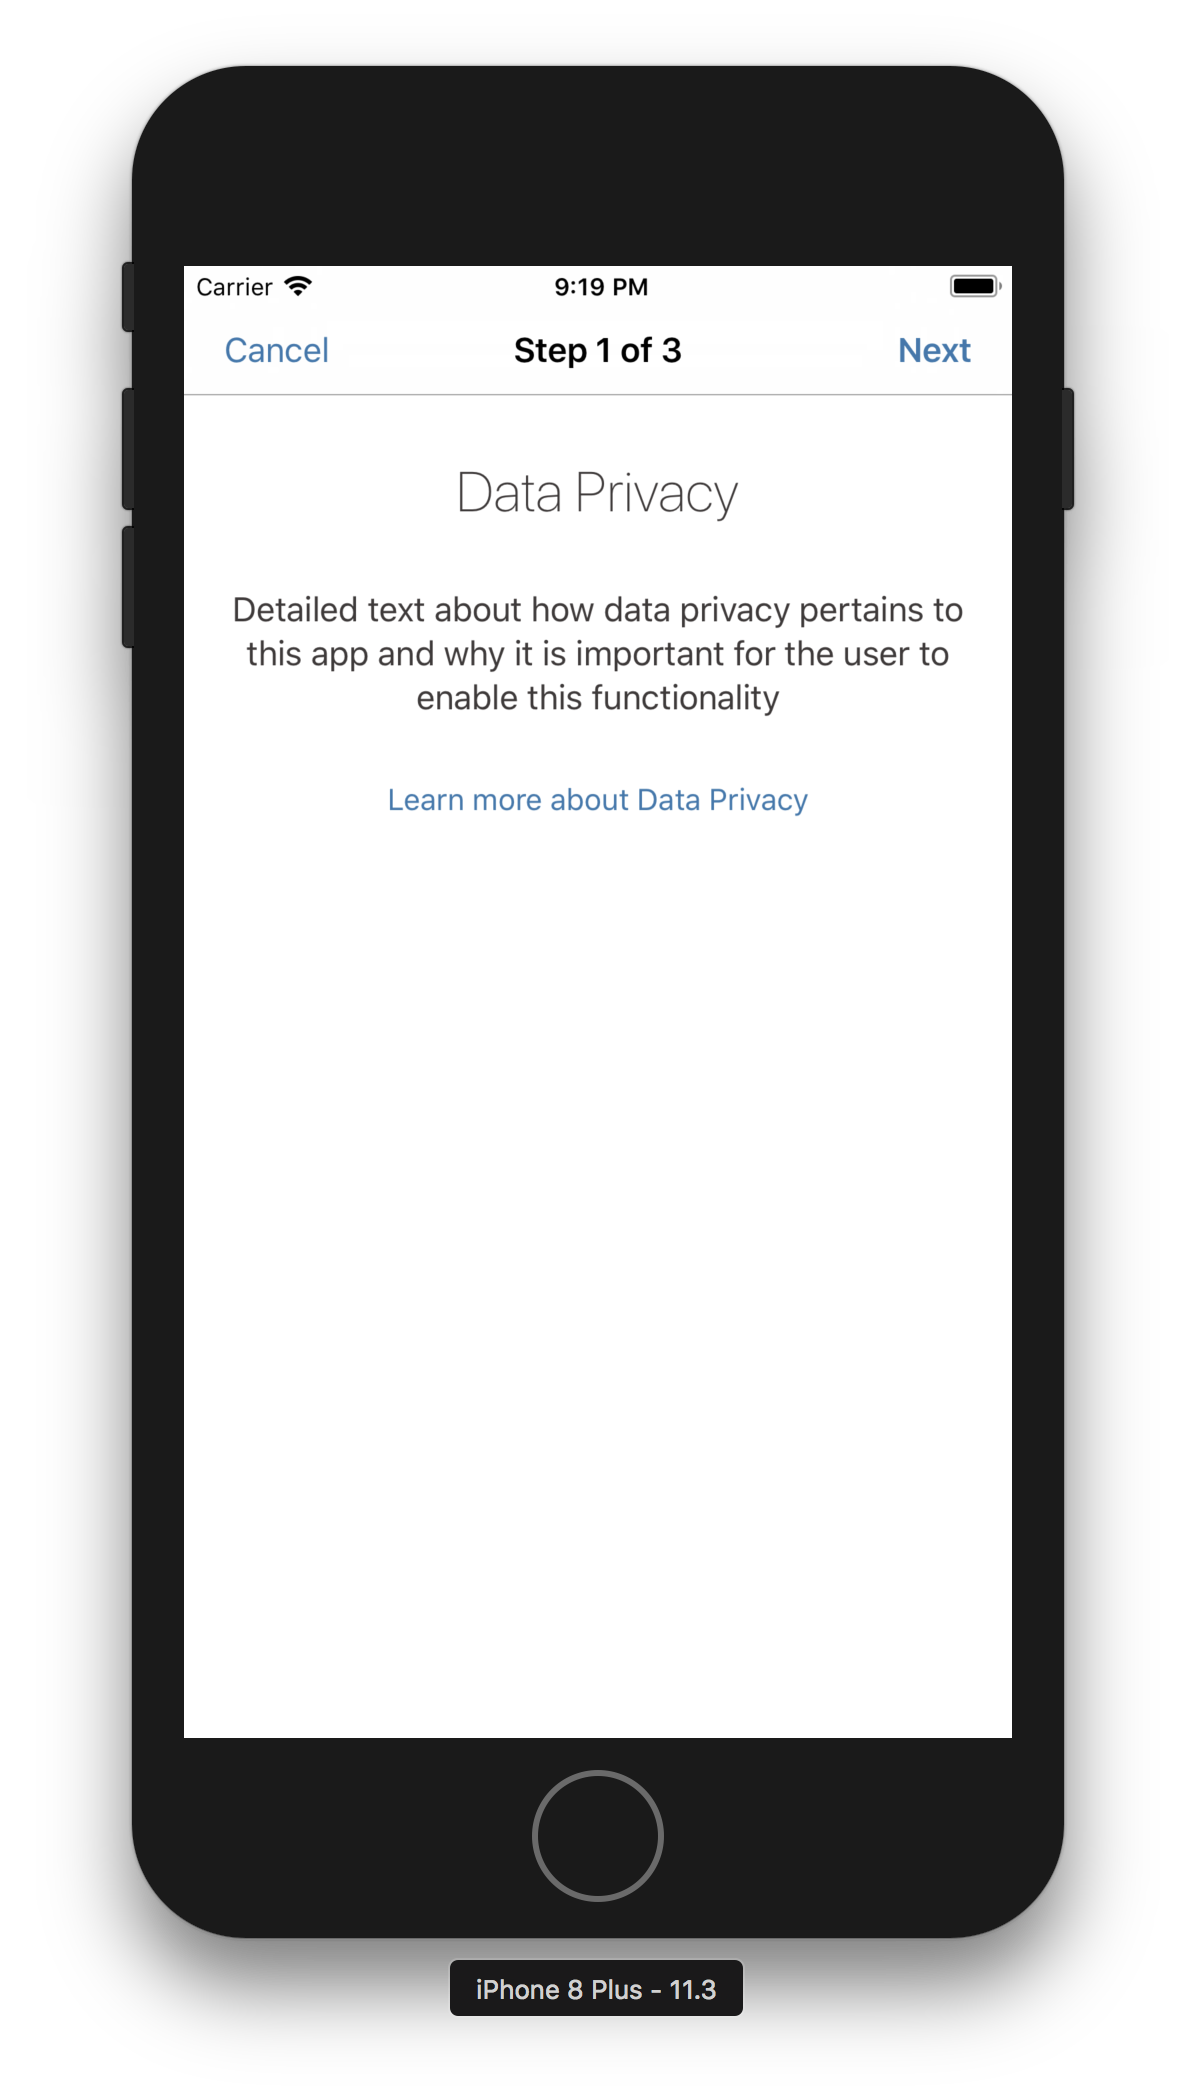 Carrier 9:19 PM
Cancel Step 1 of 3 Next
Data Privacy
Detailed text about how data privacy pertains to
this app and why it is important for the user to
enable this functionality
Learn more about Data Privacy
iPhone 8 Plus - 11.3